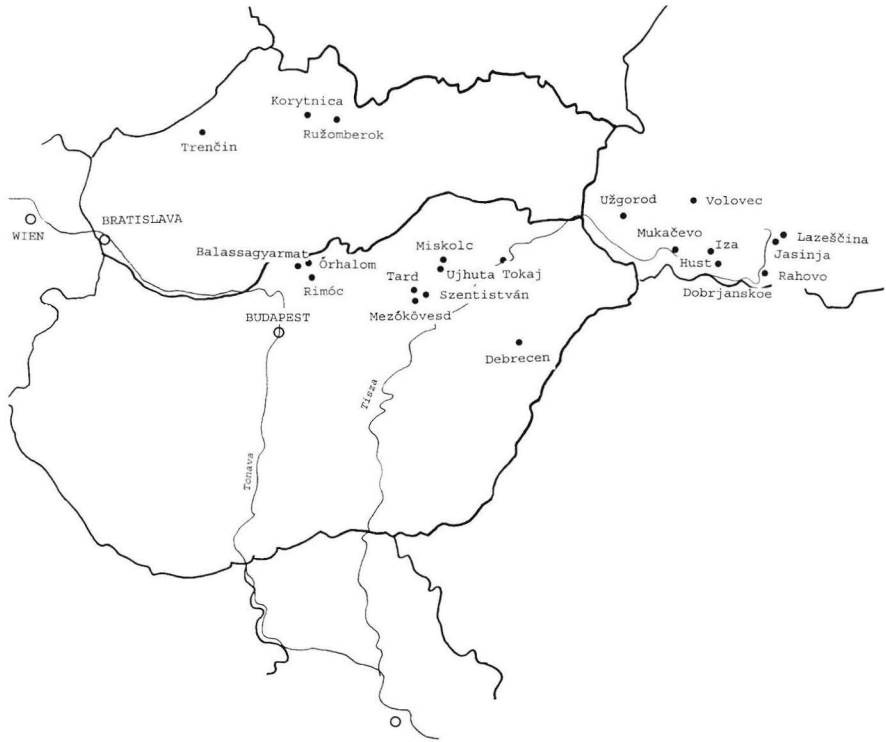 Korytnica
Ružomberok
Trenčin
Užgorod
Volovec
BRATISLAVA
WIEN
Mukačevo
Iza
Lazeščina
Jasinja
Balassagyarmat
Órhalom
Miskolc
Hust
Ujhuta
Tokaj
Rahovo
Rimóc
Tard
Szentistván
Dobrjanskoe
Mezókövesd
BUDAPEST
Debrecen
Tisza
Tonava